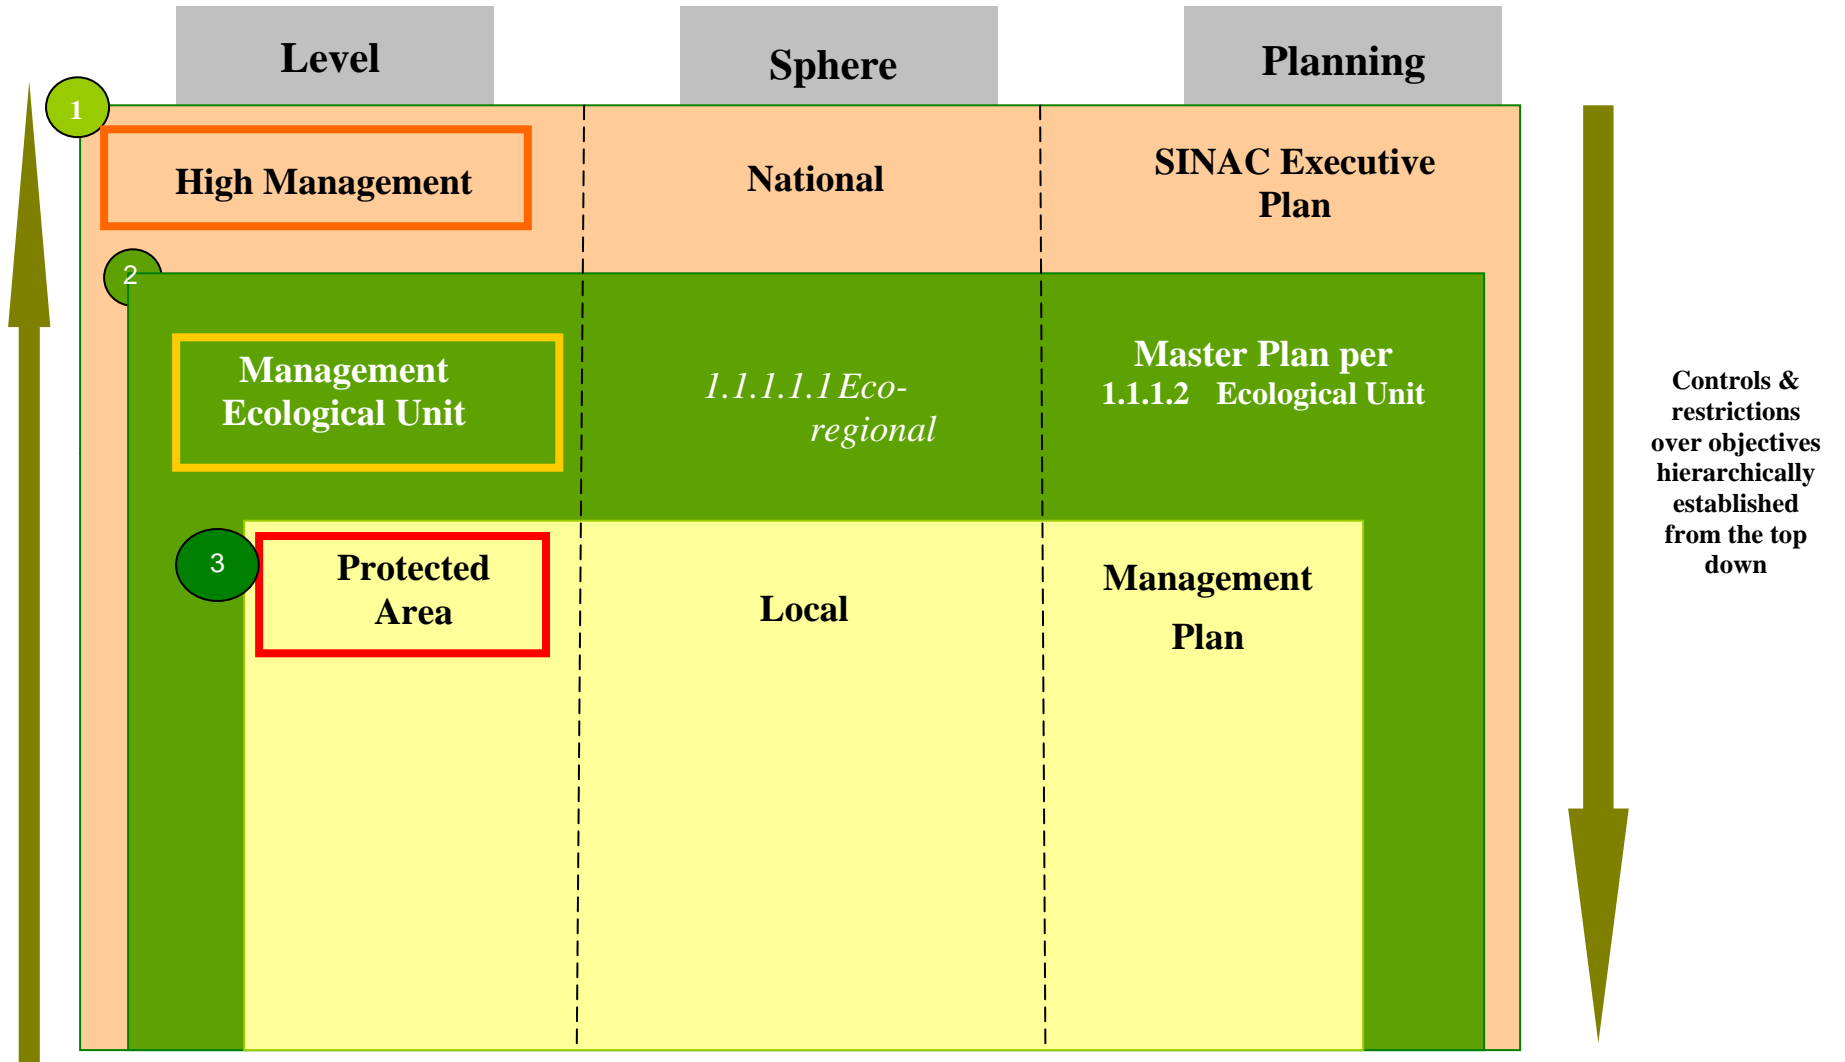 Level
Sphere
Planning
1
High Management
National
SINAC Executive
Plan
2
Management
Ecological Unit
1.1.1.1.1 Eco-
regional
Master Plan per
1.1.1.2 Ecological Unit
3
Protected
Area
Local
Management
Plan
Controls &
restrictions
over objectives
hierarchically
established
from the top
down